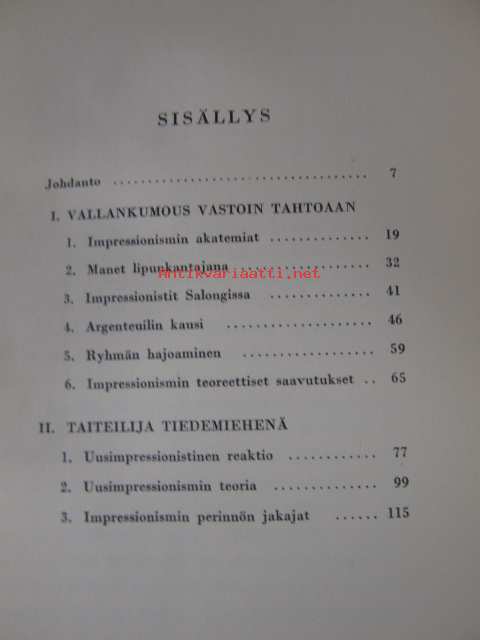 SISÄLLYS
Johdanto .................................. 7
I. VALLANKUMOUS VASTOIN TAHTOAAN
1. Impressionismin akatemiat ............. 19
2. Manet lipunkantajana ................. 32
Antikvariaatti.net
3. Impressionistit Salongissa ............. 41
4. Argenteuilin kausi ................... 46
5. Ryhmän hajoaminen ................. 59
6. Impressionismin teoreettiset saavutukset .. 65
II. TAITEILIJA TIEDEMIEHENÄ
1. Uusimpressionistinen reaktio ............ 77
2. Uusimpressionismin teoria .............. 99
3. Impressionismin perinnön jakajat ...... 115